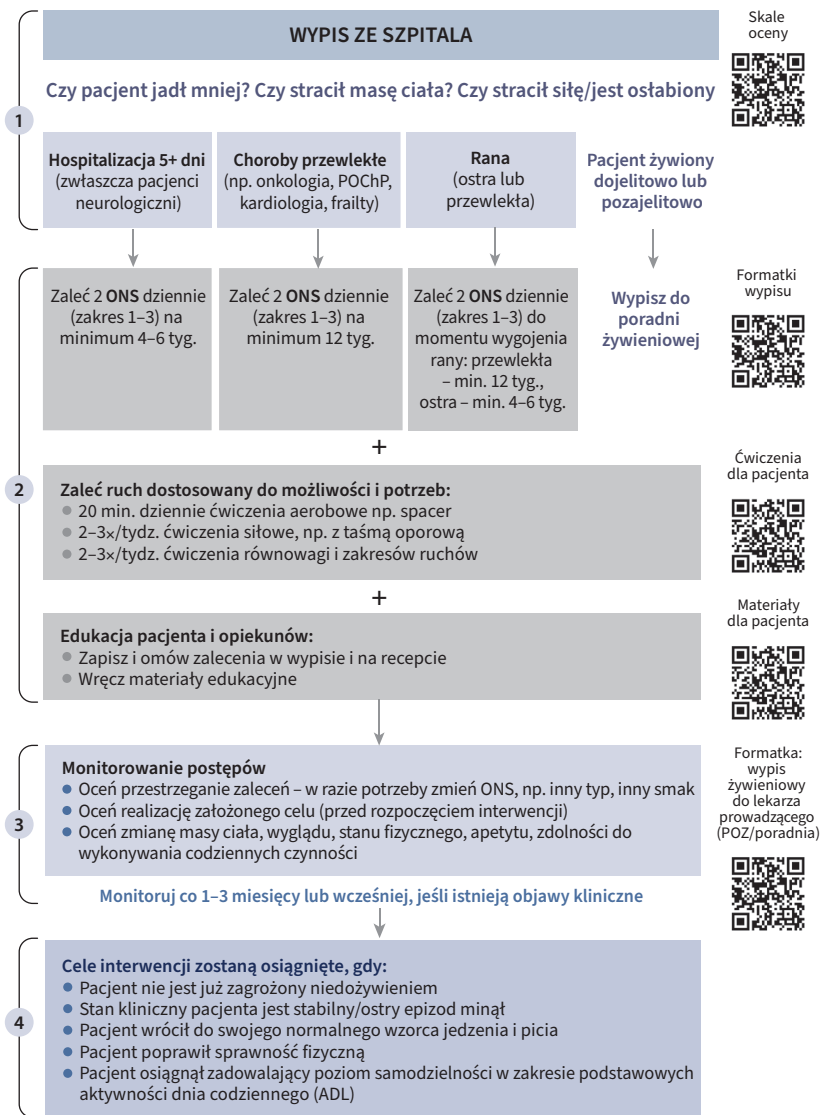 WYPIS ZE SZPITALA
Skale
oceny
Czy pacjent jadł mniej? Czy stracił masę ciała? Czy stracił siłę/jest osłabiony
1
Hospitalizacja 5+ dni
(zwłaszcza pacjenci
neurologiczni)
Choroby przewlekłe
(np. onkologia, POChP,
kardiologia, frailty)
Rana
(ostra lub
przewlekła)
Pacjent żywiony
dojelitowo lub
pozajelitowo
2
Zaleć 2 ONS dziennie
(zakres 1–3) na
minimum 4–6 tyg.
Zaleć 2 ONS dziennie
(zakres 1–3) na
minimum 12 tyg.
Zaleć 2 ONS dziennie
(zakres 1–3) do
momentu wygojenia
rany: przewlekła
– min. 12 tyg.,
ostra – min. 4–6 tyg.
Wypisz do
poradni
żywieniowej
Formatki
wypisu
+
Zaleć ruch dostosowany do możliwości i potrzeb:
● 20 min. dziennie ćwiczenia aerobowe np. spacer
● 2–3×/tydz. ćwiczenia siłowe, np. z taśmą oporową
● 2–3×/tydz. ćwiczenia równowagi i zakresów ruchów
Ćwiczenia
dla pacjenta
+
Edukacja pacjenta i opiekunów:
● Zapisz i omów zalecenia w wypisie i na recepcie
● Wręcz materiały edukacyjne
Materiały
dla pacjenta
3
Monitorowanie postępów
● Oceń przestrzeganie zaleceń – w razie potrzeby zmień ONS, np. inny typ, inny smak
● Oceń realizację założonego celu (przed rozpoczęciem interwencji)
● Oceń zmianę masy ciała, wyglądu, stanu fizycznego, apetytu, zdolności do
wykonywania codziennych czynności
Formatka:
wypis
żywieniowy
do lekarza
prowadzącego
(POZ/poradnia)
Monitoruj co 1–3 miesięcy lub wcześniej, jeśli istnieją objawy kliniczne
4
Cele interwencji zostaną osiągnięte, gdy:
● Pacjent nie jest już zagrożony niedożywieniem
● Stan kliniczny pacjenta jest stabilny/ostry epizod minął
● Pacjent wrócił do swojego normalnego wzorca jedzenia i picia
● Pacjent poprawił sprawność fizyczną
● Pacjent osiągnął zadowalający poziom samodzielności w zakresie podstawowych
aktywności dnia codziennego (ADL)